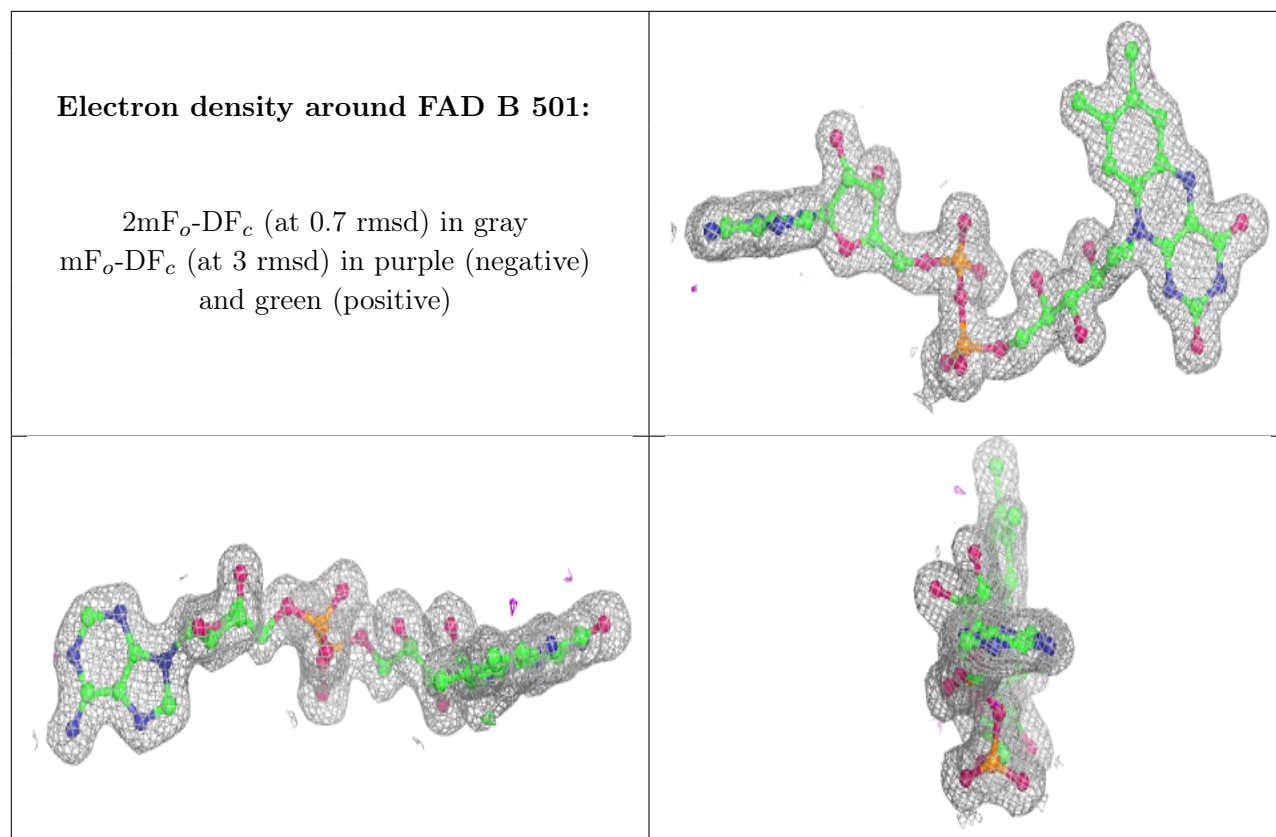 Electron density around FAD B 501:
2mFo-DFc (at 0.7 rmsd) in gray
mFo-DFc (at 3 rmsd) in purple (negative)
and green (positive)